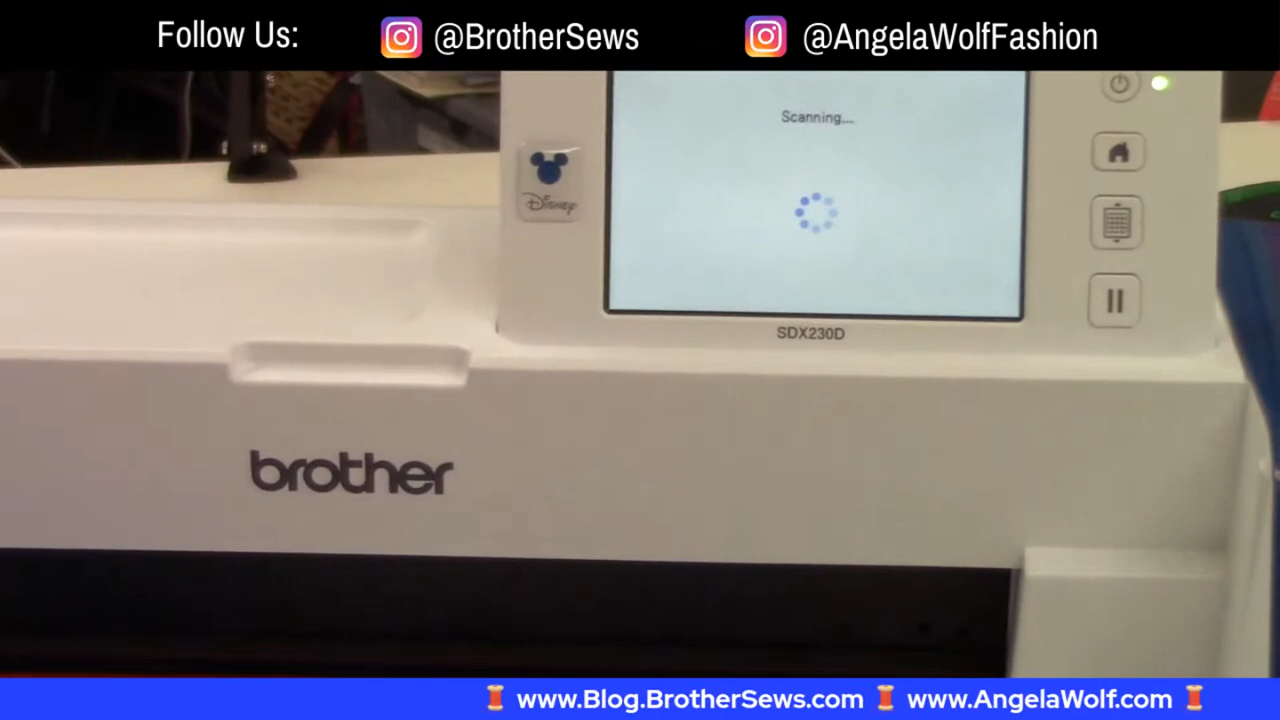 Follow Us: @BrotherSews @AngelaWolfFashion
Scanning...
Disney
SDX230D
brother
www.Blog.BrotherSews.com www.AngelaWolf.com